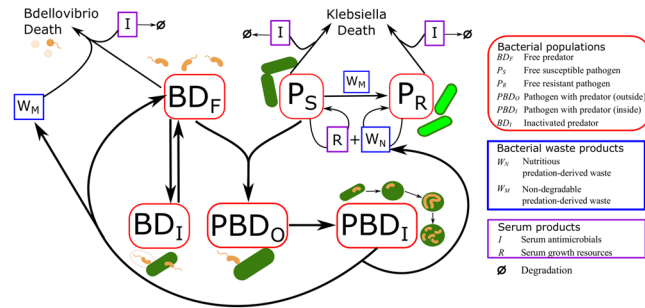 Bdellovibrio
Death
I
Ø
Klebsiella
Death
Ø
I
I
Ø
W_M
BD_F
P_S
W_M
P_R
R + W_N
BD_I
PBD_O
PBD_I
Bacterial populations
BD_F Free predator
P_S Free susceptible pathogen
P_R Free resistant pathogen
PBD_O Pathogen with predator (outside)
PBD_I Pathogen with predator (inside)
BD_I Inactivated predator
Bacterial waste products
W_N Nutritious
predation-derived waste
W_M Non-degradable
predation-derived waste
Serum products
I Serum antimicrobials
R Serum growth resources
Ø Degradation